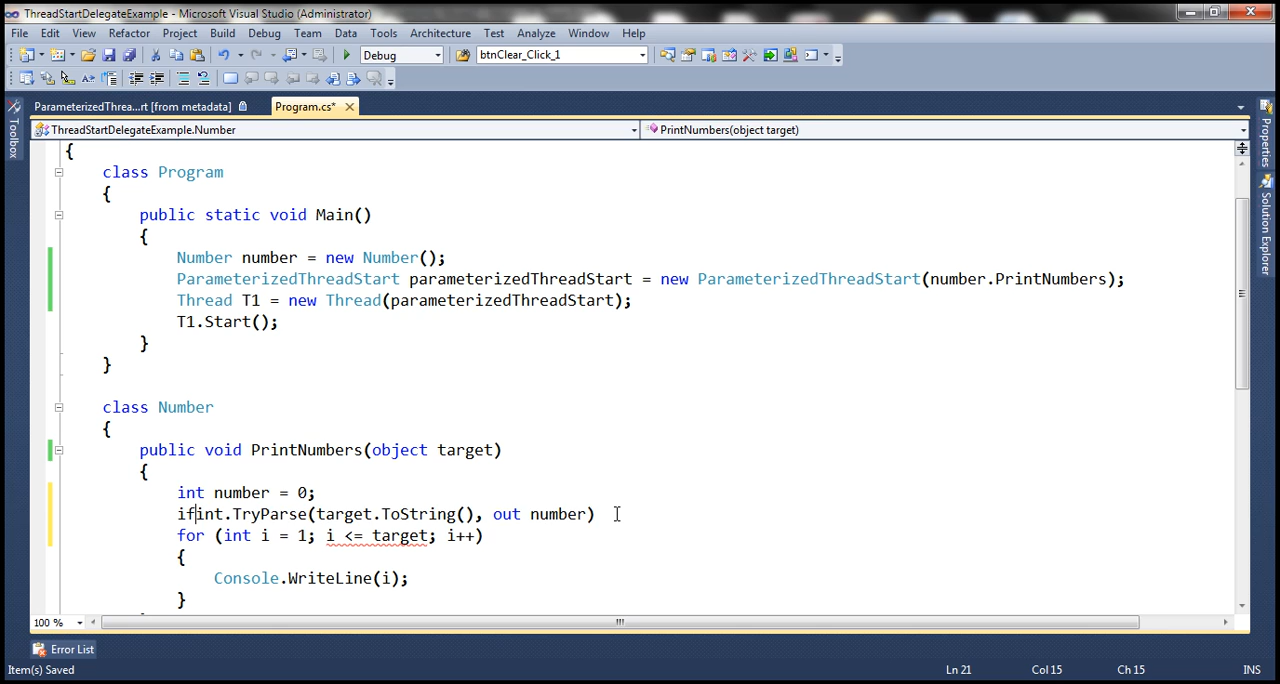 ThreadStartDelegateExample - Microsoft Visual Studio (Administrator)
File Edit View Refactor Project Build Debug Team Data Tools Architecture Test Analyze Window Help
Debug btnClear_Click_1
ParameterizedThrea...rt [from metadata] Program.cs*
ThreadStartDelegateExample.Number PrintNumbers(object target)
Toolbox
Properties
Solution Explorer
{
class Program
{
public static void Main()
{
Number number = new Number();
ParameterizedThreadStart parameterizedThreadStart = new ParameterizedThreadStart(number.PrintNumbers);
Thread T1 = new Thread(parameterizedThreadStart);
T1.Start();
}
}
class Number
{
public void PrintNumbers(object target)
{
int number = 0;
ifint.TryParse(target.ToString(), out number)
for (int i = 1; i <= target; i++)
{
Console.WriteLine(i);
}
100 %
Error List
Item(s) Saved Ln 21 Col 15 Ch 15 INS